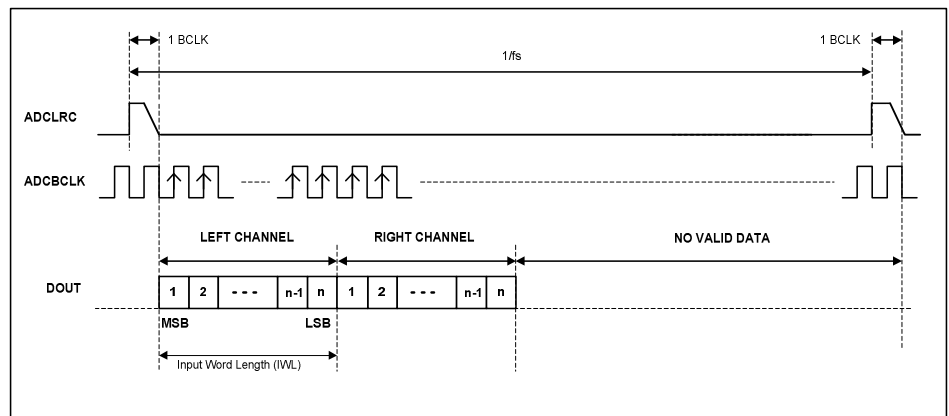 1 BCLK
1 BCLK
1/fs
ADCLRC
ADCBCLK
LEFT CHANNEL
RIGHT CHANNEL
NO VALID DATA
DOUT
1 2 - - - n-1 n 1 2 - - - n-1 n
MSB
LSB
Input Word Length (IWL)